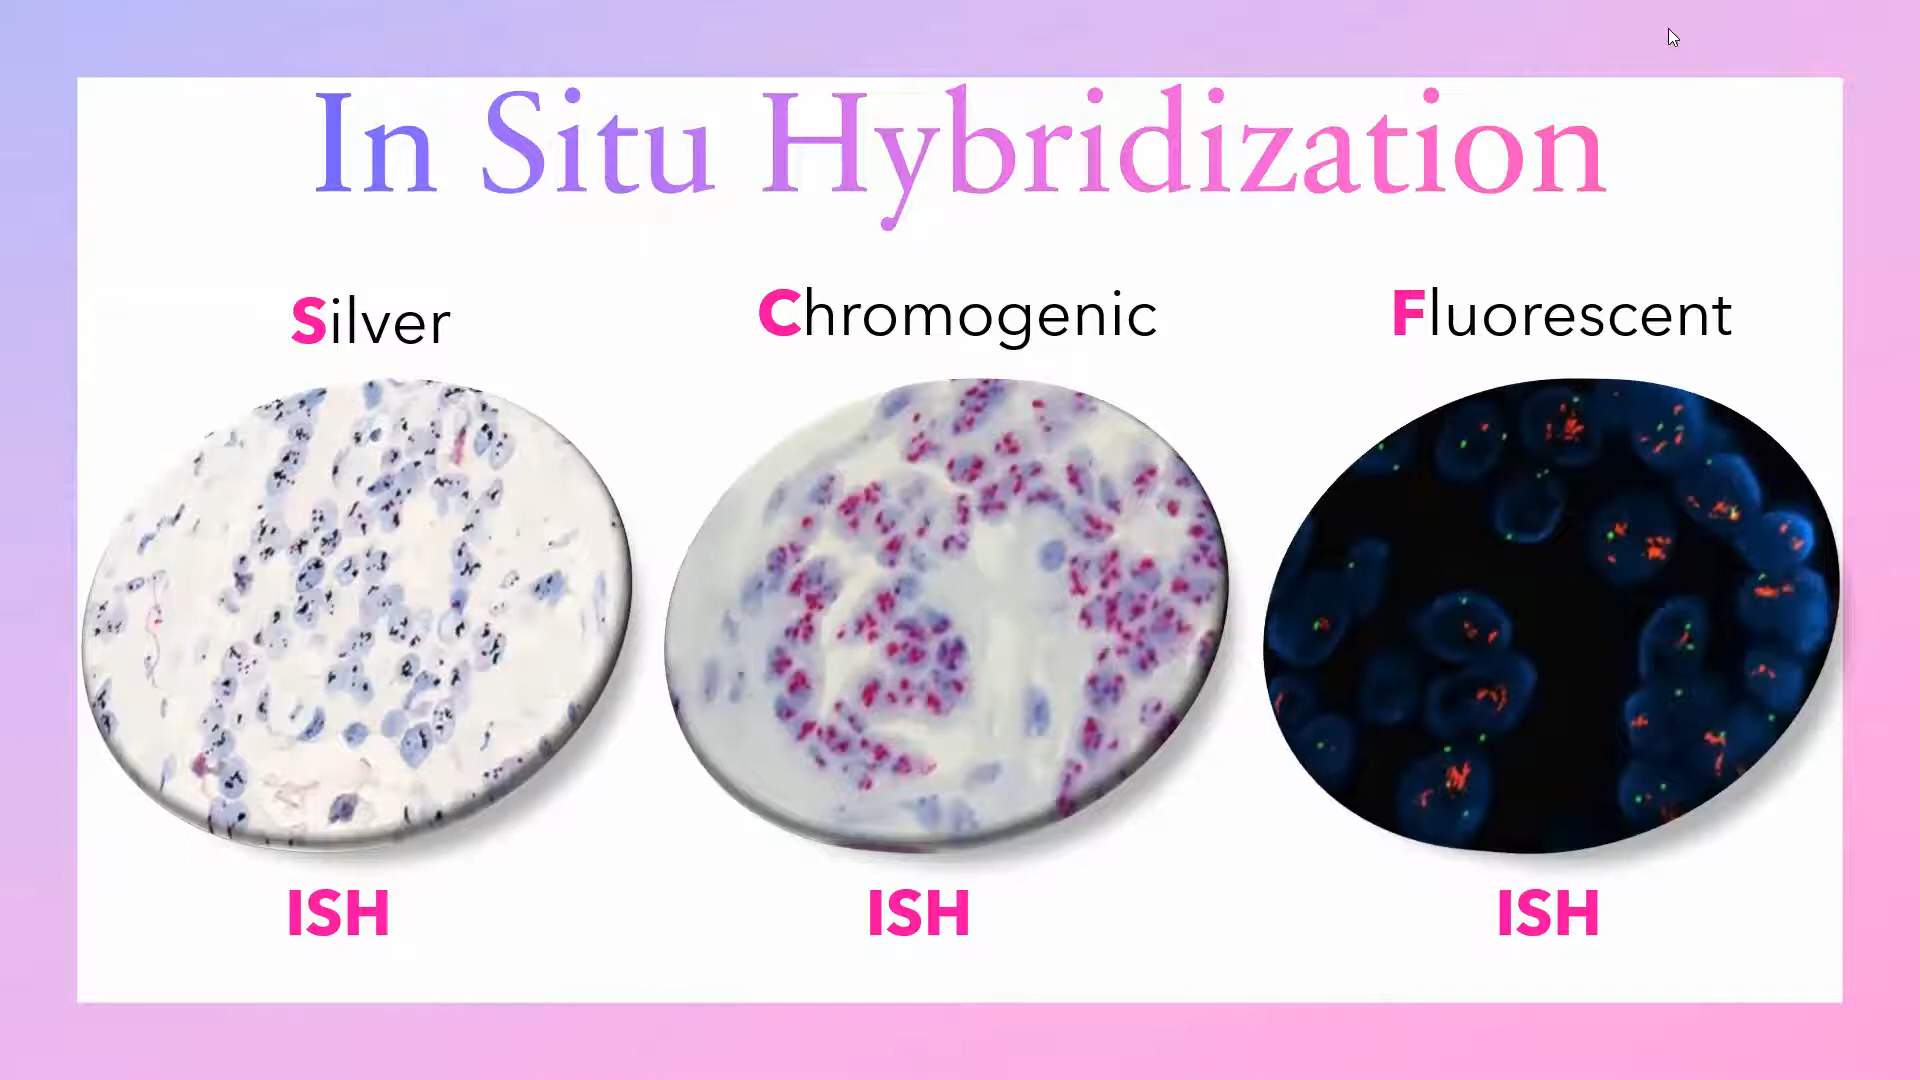 In Situ Hybridization
Silver
Chromogenic
Fluorescent
ISH
ISH
ISH